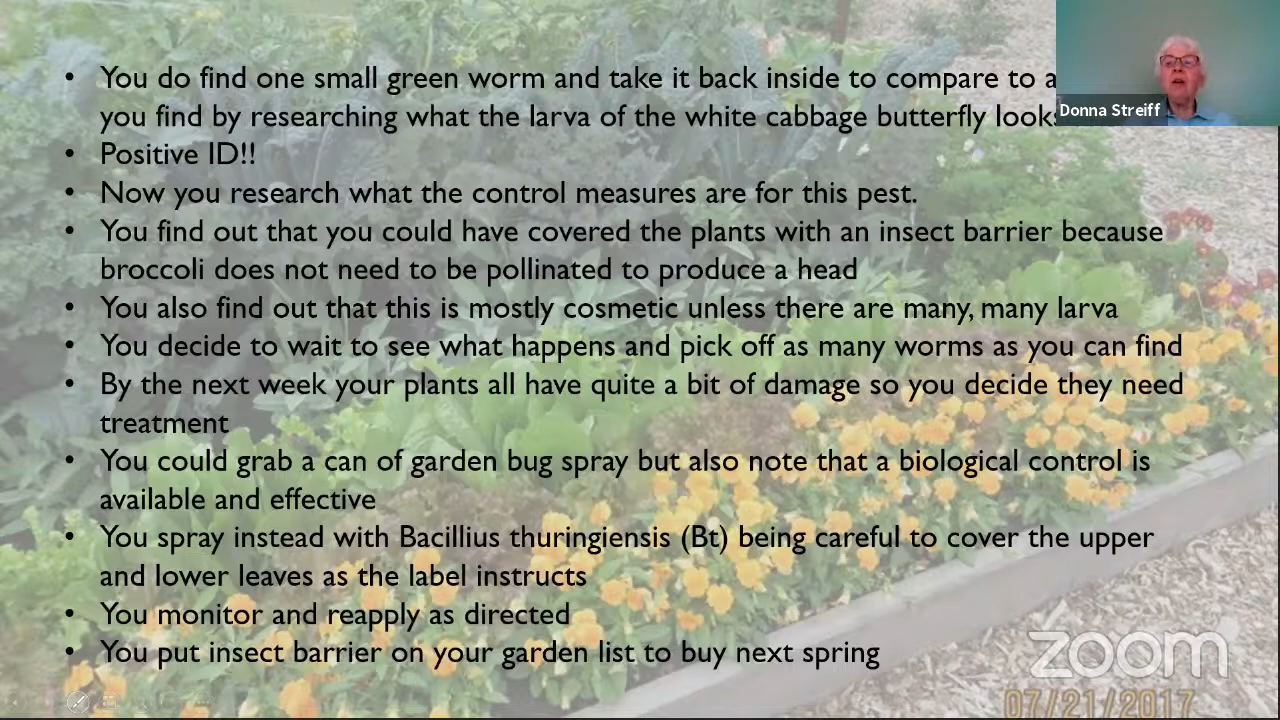 • You do find one small green worm and take it back inside to compare to a
you find by researching what the larva of the white cabbage butterfly looks
Donna Streiff
• Positive ID!!
• Now you research what the control measures are for this pest.
• You find out that you could have covered the plants with an insect barrier because
broccoli does not need to be pollinated to produce a head
• You also find out that this is mostly cosmetic unless there are many, many larva
• You decide to wait to see what happens and pick off as many worms as you can find
• By the next week your plants all have quite a bit of damage so you decide they need
treatment
• You could grab a can of garden bug spray but also note that a biological control is
available and effective
• You spray instead with Bacillius thuringiensis (Bt) being careful to cover the upper
and lower leaves as the label instructs
• You monitor and reapply as directed
• You put insect barrier on your garden list to buy next spring
zoom
07/21/2017